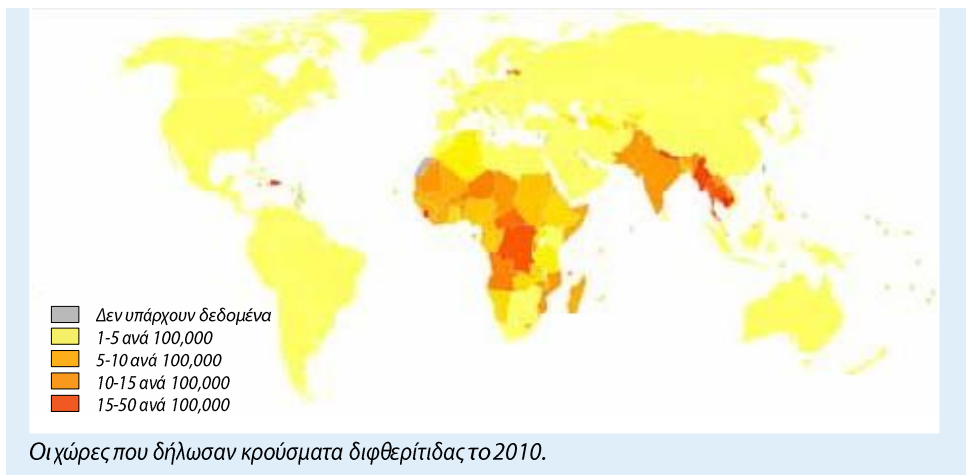 Δεν υπάρχουν δεδομένα
1-5 ανά 100,000
5-10 ανά 100,000
10-15 ανά 100,000
15-50 ανά 100,000
Οι χώρες που δήλωσαν κρούσματα διφθερίτιδας το 2010.